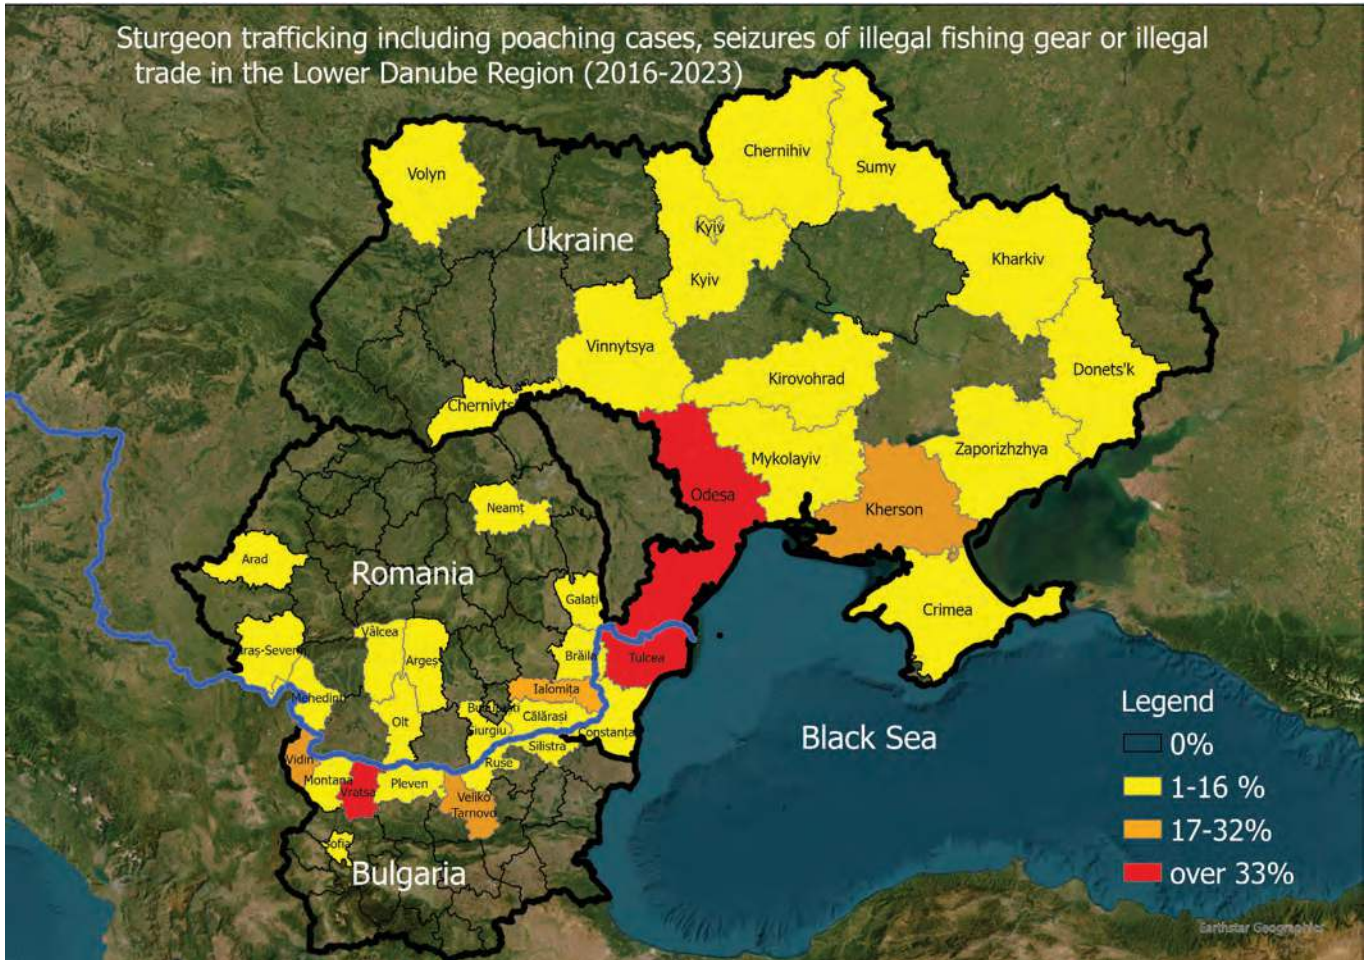 Sturgeon trafficking including poaching cases, seizures of illegal fishing gear or illegal
trade in the Lower Danube Region (2016-2023)
Chernihiv
Volyn
Sumy
Kyiv
Ukraine
Kharkiv
Kyiv
Vinnytsya
Donets'k
Kirovohrad
Chernivts
Zaporizhzhya
Mykolayiv
Odesa
Kherson
Neamț
Arad
Romania
Galați
Crimea
Vâlcea
Argeș
Brăila
Tulcea
Ialomița
Mehedinți
Olt
Călărași
Giurgiu
Constanța
Silistra
Black Sea
Legend
0%
1-16 %
17-32%
over 33%
Vidin
Ruse
Montana
Pleven
Vratsa
Veliko
Tarnovo
Sofia
Bulgaria
Earthstar Geographics